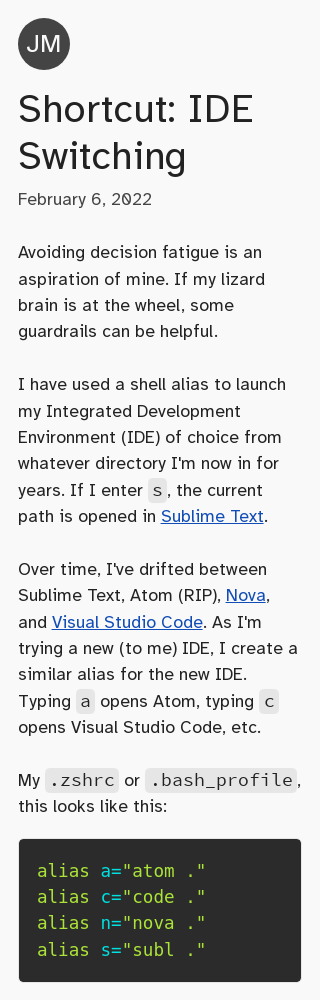 JM
Shortcut: IDE
Switching
February 6, 2022
Avoiding decision fatigue is an
aspiration of mine. If my lizard
brain is at the wheel, some
guardrails can be helpful.
I have used a shell alias to launch
my Integrated Development
Environment (IDE) of choice from
whatever directory I'm now in for
years. If I enter s, the current
path is opened in Sublime Text.
Over time, I've drifted between
Sublime Text, Atom (RIP), Nova,
and Visual Studio Code. As I'm
trying a new (to me) IDE, I create a
similar alias for the new IDE.
Typing a opens Atom, typing c
opens Visual Studio Code, etc.
My .zshrc or .bash_profile,
this looks like this:
alias a="atom ."
alias c="code ."
alias n="nova ."
alias s="subl ."